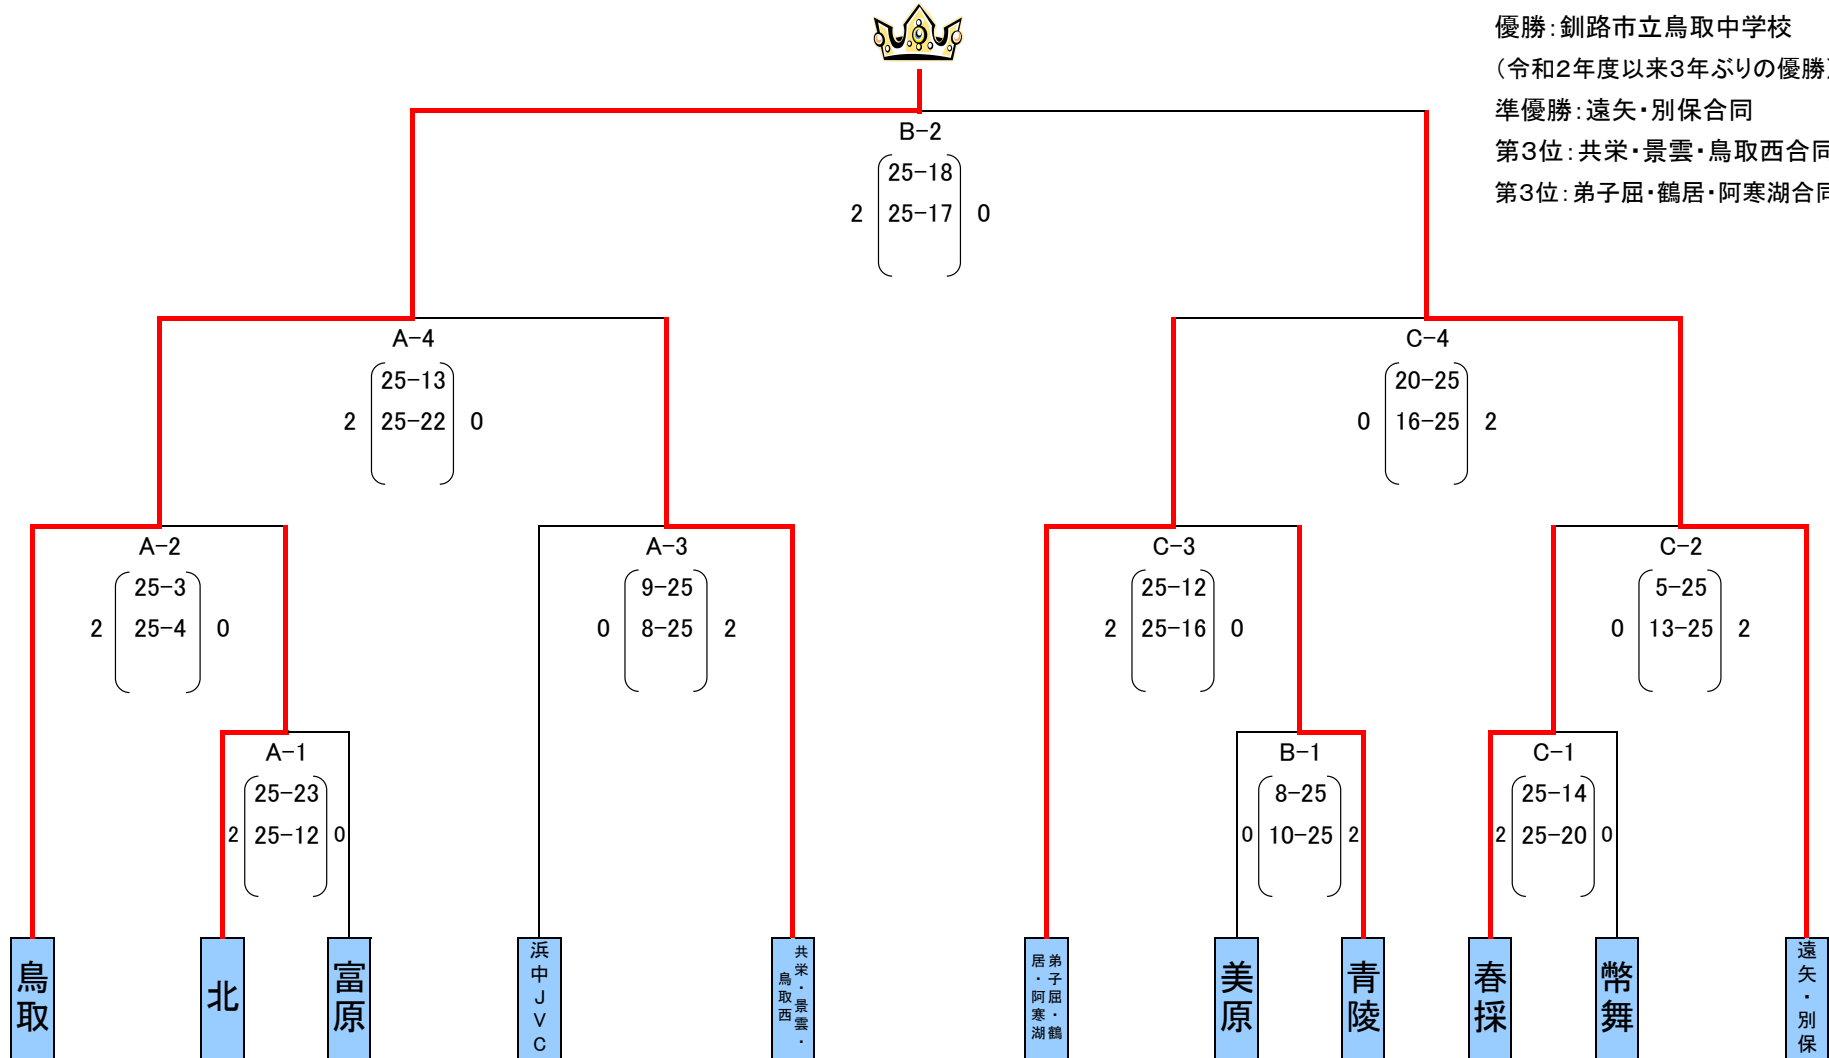 優勝：釧路市立鳥取中学校
（令和2年度以来3年ぶりの優勝）
準優勝：遠矢・別保合同
第3位：共栄・景雲・鳥取西合同
第3位：弟子屈・鶴居・阿寒湖合同
B-2
25-18
2 25-17 0
A-4
25-13
2 25-22 0
C-4
20-25
0 16-25 2
A-2
25-3
2 25-4 0
A-3
9-25
0 8-25 2
C-3
25-12
2 25-16 0
C-2
5-25
0 13-25 2
A-1
25-23
2 25-12 0
B-1
8-25
0 10-25 2
C-1
25-14
2 25-20 0
鳥取
北
富原
浜中JVC
共栄・景雲・
鳥取西
弟子屈・鶴
居・阿寒湖
美原
青陵
春採
幣舞
遠矢・別保